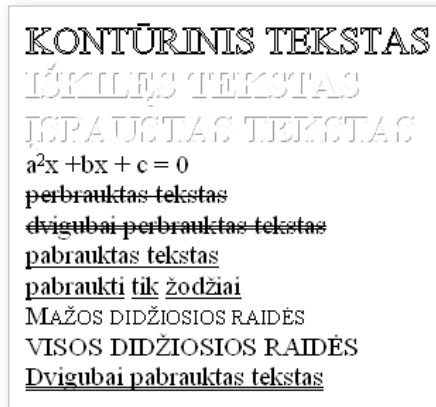 KONTŪRINIS TEKSTAS
IŠKILĘS TEKSTAS
ĮSPAUSTAS TEKSTAS
a²x +bx + c = 0
perbrauktas tekstas
dvigubai perbrauktas tekstas
pabrauktas tekstas
pabraukti tik žodžiai
MAŽOS DIDŽIOSIOS RAIDĖS
VISOS DIDŽIOSIOS RAIDĖS
Dvigubai pabrauktas tekstas